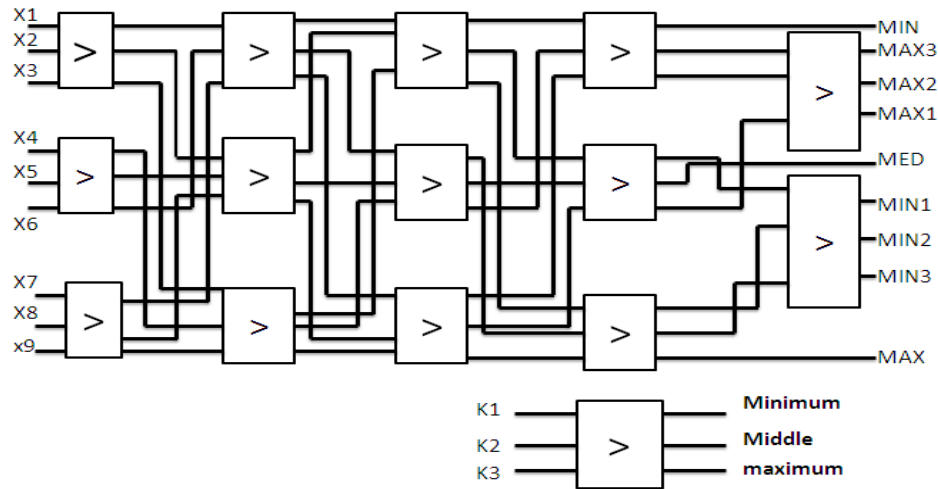 X1
X2
X3
X4
X5
X6
X7
X8
x9
>
>
>
>
>
>
>
>
>
>
>
>
>
>
MIN
MAX3
MAX2
MAX1
MED
MIN1
MIN2
MIN3
MAX
K1
K2
K3
>
Minimum
Middle
maximum